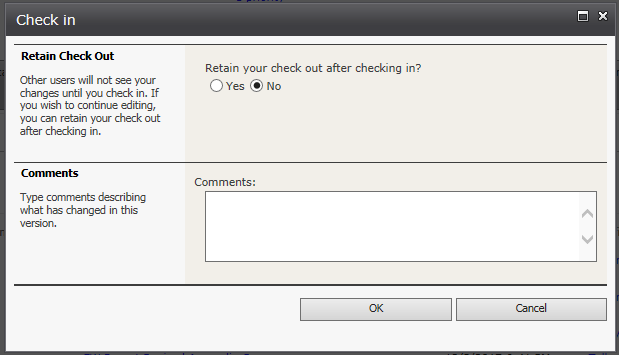 Check in
Retain Check Out
Other users will not see your
changes until you check in. If
you wish to continue editing,
you can retain your check out
after checking in.
Retain your check out after checking in?
Yes No
Comments
Type comments describing
what has changed in this
version.
Comments:
OK Cancel